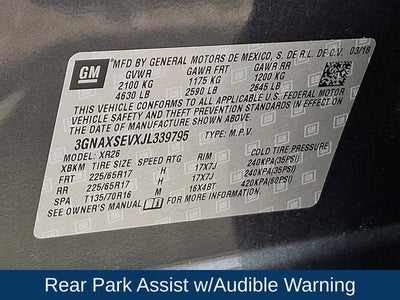 GM
MFD BY GENERAL MOTORS DE MEXICO, S. DE R.L. DE C.V. 03/18
GVWR GAWR FRT GAWR RR
2100 KG 1175 KG 1200 KG
4630 LB 2590 LB 2645 LB
THIS VEHICLE CONFORMS TO ALL APPLICABLE U.S. FEDERAL MOTOR
VEHICLE SAFETY, BUMPER, AND THEFT PREVENTION STANDARDS IN
EFFECT ON THE DATE OF MANUFACTURE SHOWN ABOVE.
3GNAXSEVXJL339795 TYPE: M.P.V.
MODEL: XR26
XBKM TIRE SIZE SPEED RTG RIM COLD TIRE PRESSURE
FRT 225/65R17 H 17X7J 240KPA(35PSI)
RR 225/65R17 H 17X7J 240KPA(35PSI)
SPA T135/70R16 M 16X4BT 420KPA(60PSI)
SEE OWNER'S MANUAL FOR MORE INFORMATION.
Rear Park Assist w/Audible Warning